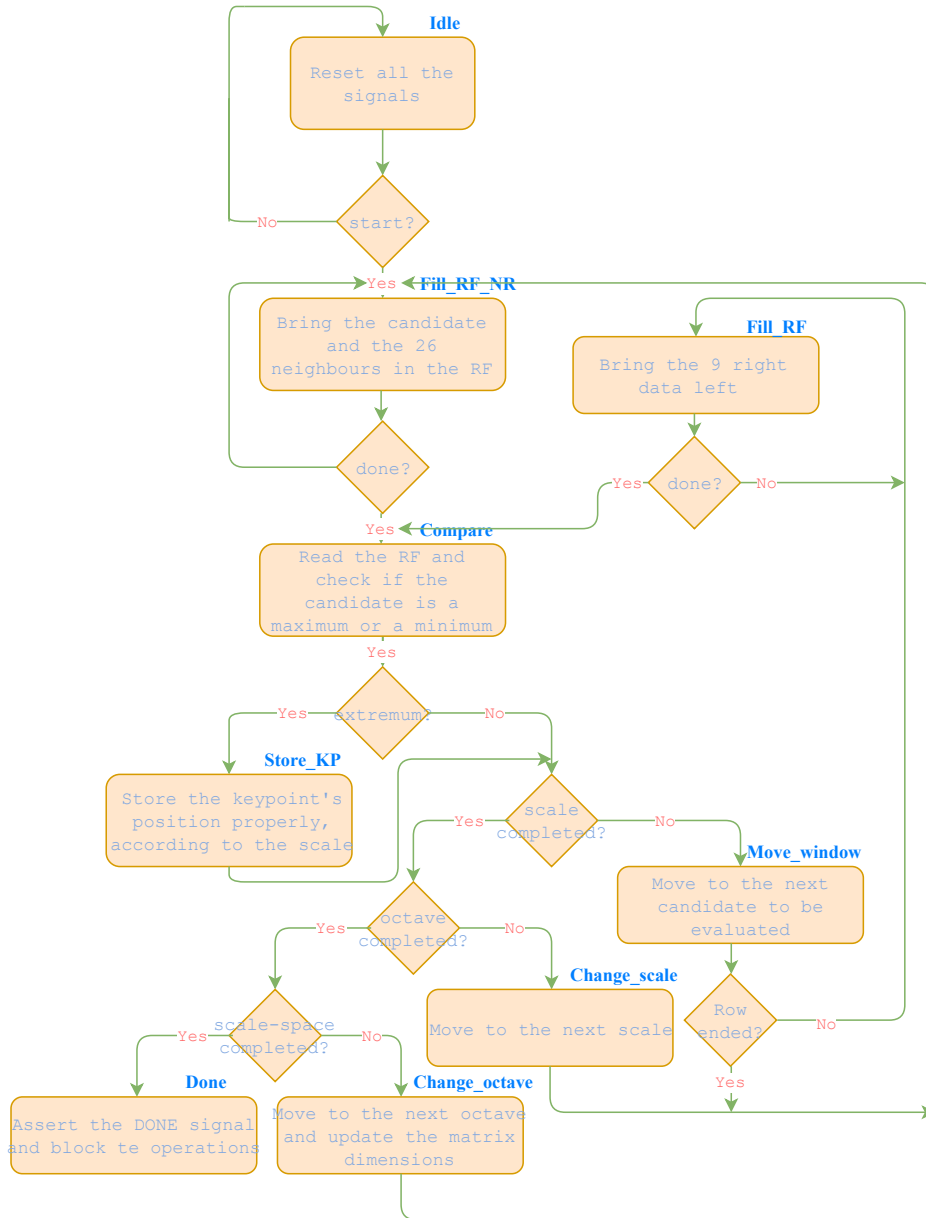 Idle
Reset all the
signals
start?
No
Yes
Fill_RF_NR
Bring the candidate
and the 26
neighbours in the RF
done?
Fill_RF
Bring the 9 right
data left
done?
Yes
No
Yes
Compare
Read the RF and
check if the
candidate is a
maximum or a minimum
Yes
extremum?
Yes
No
Store_KP
Store the keypoint's
position properly,
according to the scale
scale
completed?
Yes
No
Move_window
Move to the next
candidate to be
evaluated
octave
completed?
Yes
No
Change_scale
Move to the next scale
Row
ended?
No
Yes
scale-space
completed?
Yes
No
Done
Assert the DONE signal
and block te operations
Change_octave
Move to the next octave
and update the matrix
dimensions